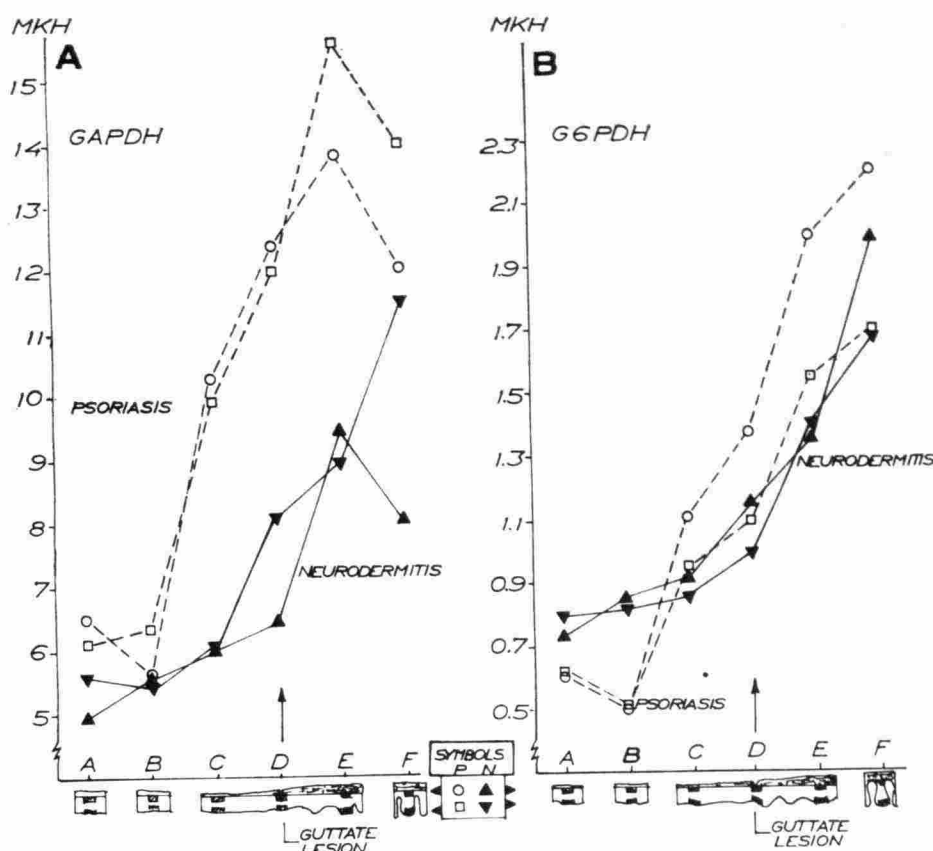 MKH
A
15
GAPDH
14
13
12
11
10
PSORIASIS
9
8
NEURODERMITIS
7
6
5
A B C D E F
GUTTATE
LESION
SYMBOLS
P N
MKH
B
G6PDH
2.3
2.1
1.9
1.7
1.5
1.3
NEURODERMITIS
1.1
0.9
0.7
PSORIASIS
0.5
A B C D E F
GUTTATE
LESION